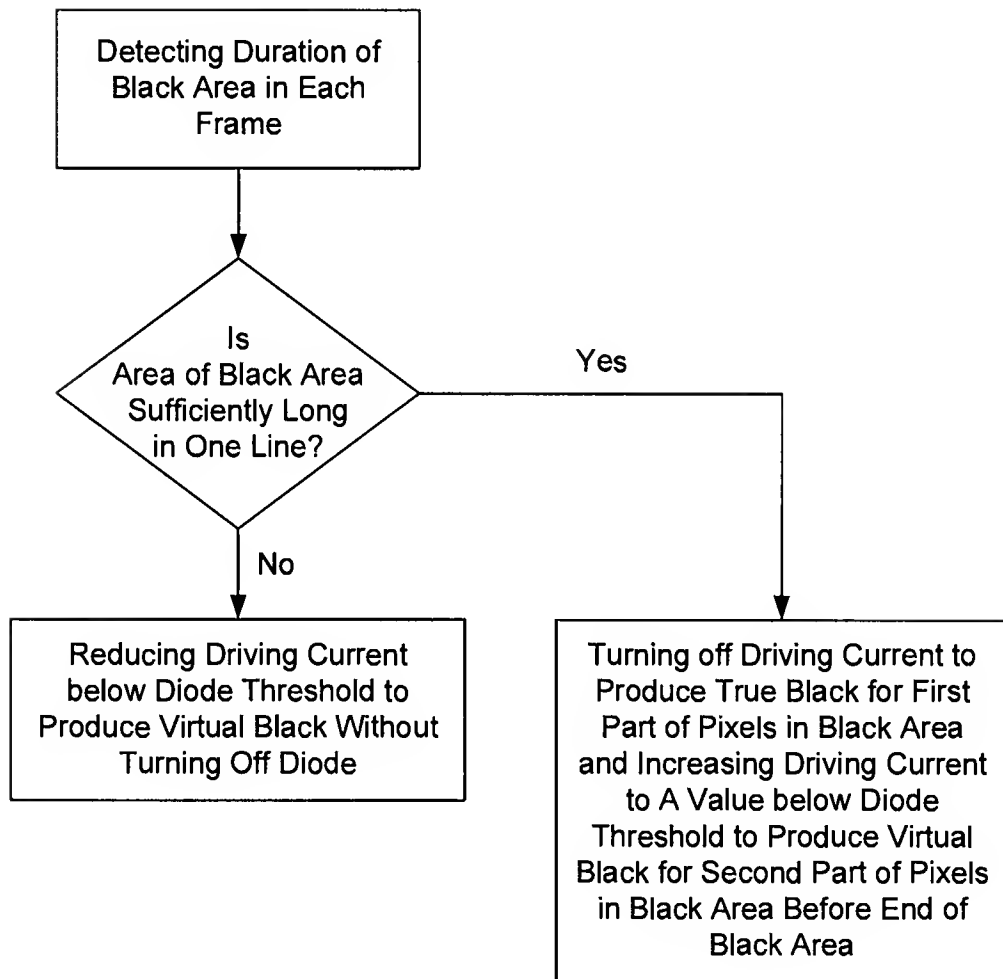 Detecting Duration of
Black Area in Each
Frame
Is
Area of Black Area
Sufficiently Long
in One Line?
Yes
No
Reducing Driving Current
below Diode Threshold to
Produce Virtual Black Without
Turning Off Diode
Turning off Driving Current to
Produce True Black for First
Part of Pixels in Black Area
and Increasing Driving Current
to A Value below Diode
Threshold to Produce Virtual
Black for Second Part of Pixels
in Black Area Before End of
Black Area